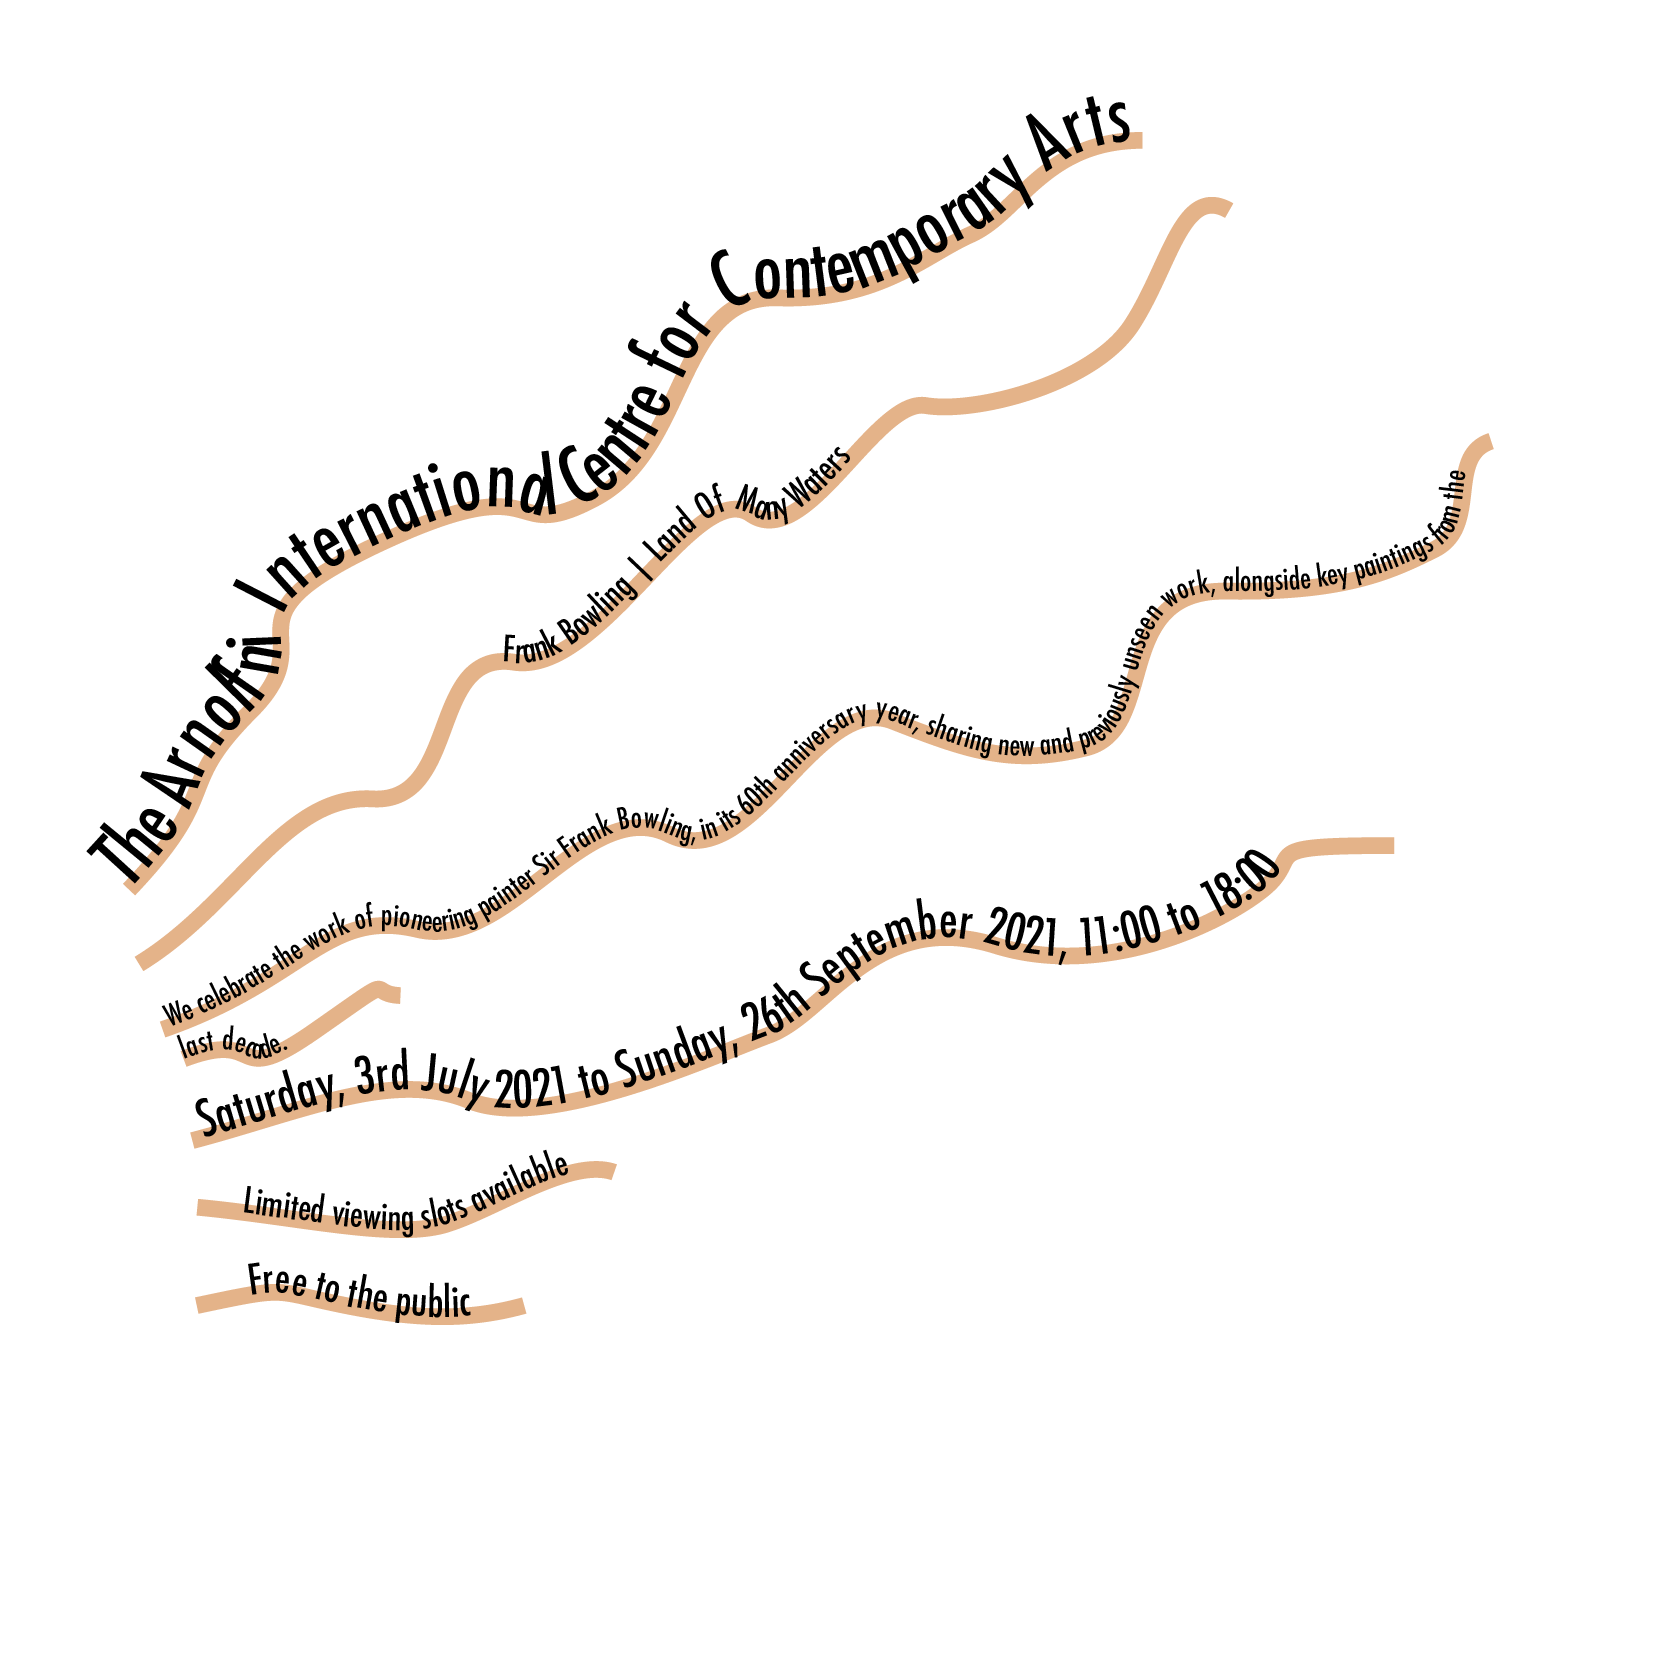 The Arnolfini International Centre for Contemporary Arts
Frank Bowling | Land Of Many Waters
We celebrate the work of pioneering painter Sir Frank Bowling, in its 60th anniversary year, sharing new and previously unseen work, alongside key paintings from the
last decade.
Saturday, 3rd July 2021 to Sunday, 26th September 2021, 11:00 to 18:00
Limited viewing slots available
Free to the public